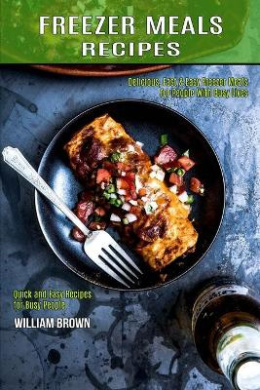 FREEZER MEALS
RECIPES
Delicious, Fast & Easy Freezer Meals
for People With Busy Lives
Quick and Easy Recipes
for Busy People
WILLIAM BROWN